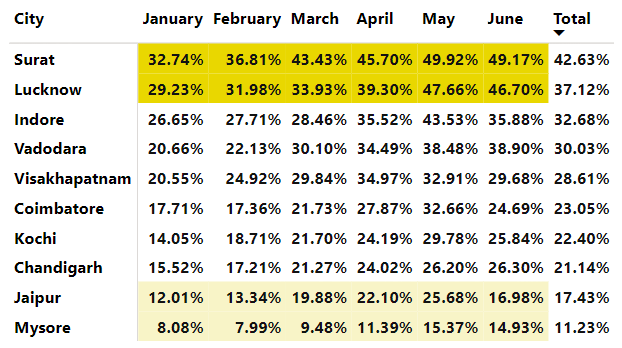 City January February March April May June Total
Surat 32.74% 36.81% 43.43% 45.70% 49.92% 49.17% 42.63%
Lucknow 29.23% 31.98% 33.93% 39.30% 47.66% 46.70% 37.12%
Indore 26.65% 27.71% 28.46% 35.52% 43.53% 35.88% 32.68%
Vadodara 20.66% 22.13% 30.10% 34.49% 38.48% 38.90% 30.03%
Visakhapatnam 20.55% 24.92% 29.84% 34.97% 32.91% 29.68% 28.61%
Coimbatore 17.71% 17.36% 21.73% 27.87% 32.66% 24.69% 23.05%
Kochi 14.05% 18.71% 21.70% 24.19% 29.78% 25.84% 22.40%
Chandigarh 15.52% 17.21% 21.27% 24.02% 26.20% 26.30% 21.14%
Jaipur 12.01% 13.34% 19.88% 22.10% 25.68% 16.98% 17.43%
Mysore 8.08% 7.99% 9.48% 11.39% 15.37% 14.93% 11.23%